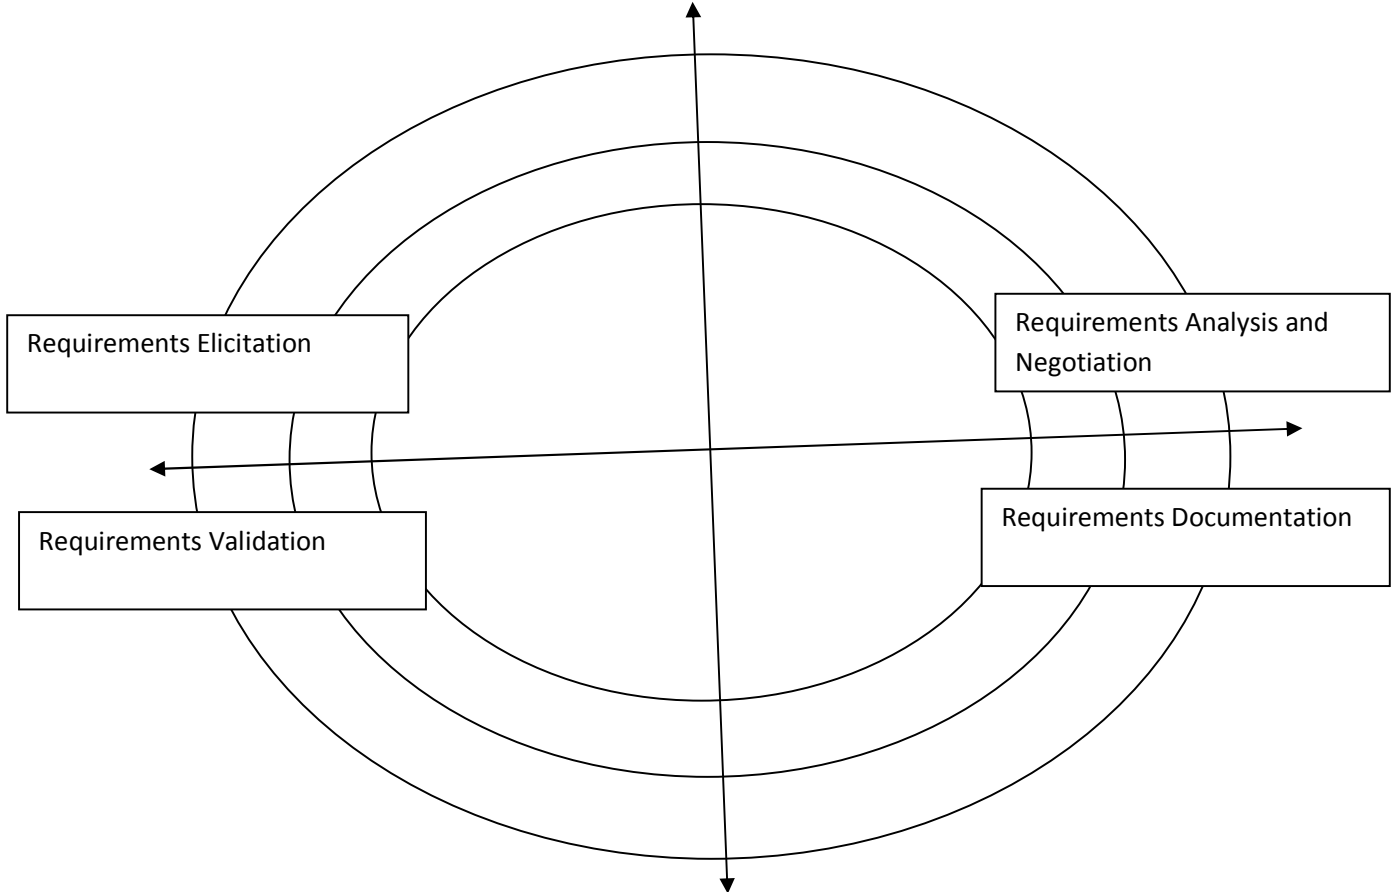 Requirements Elicitation
Requirements Analysis and
Negotiation
Requirements Validation
Requirements Documentation